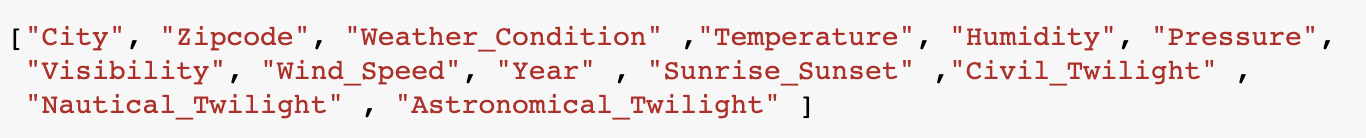 ["City", "Zipcode", "Weather_Condition" ,"Temperature", "Humidity", "Pressure",
"Visibility", "Wind_Speed", "Year" , "Sunrise_Sunset" ,"Civil_Twilight" ,
"Nautical_Twilight" , "Astronomical_Twilight" ]